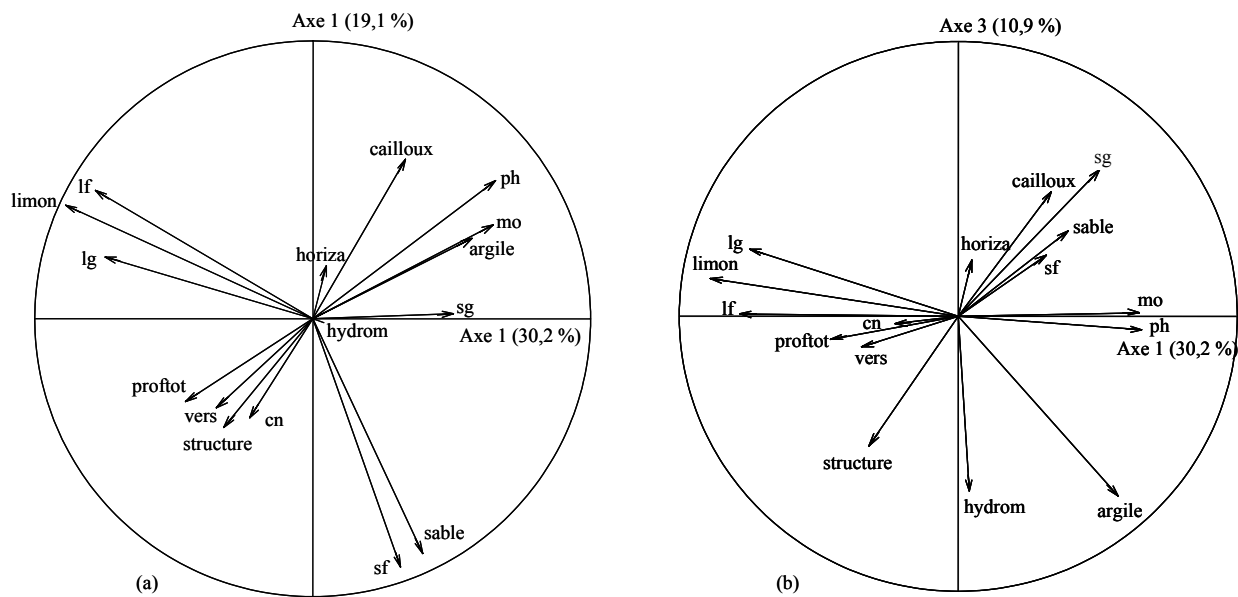 Axe 1 (19,1 %)
cailloux
ph
lf
limon
mo
argile
lg
horiza
sg
hydrom
Axe 1 (30,2 %)
proftot
vers
cn
structure
sable
sf
(a)
Axe 3 (10,9 %)
sg
cailloux
sable
lg
horiza
limon
sf
mo
lf
cn
ph
proftot
vers
Axe 1 (30,2 %)
structure
hydrom
argile
(b)